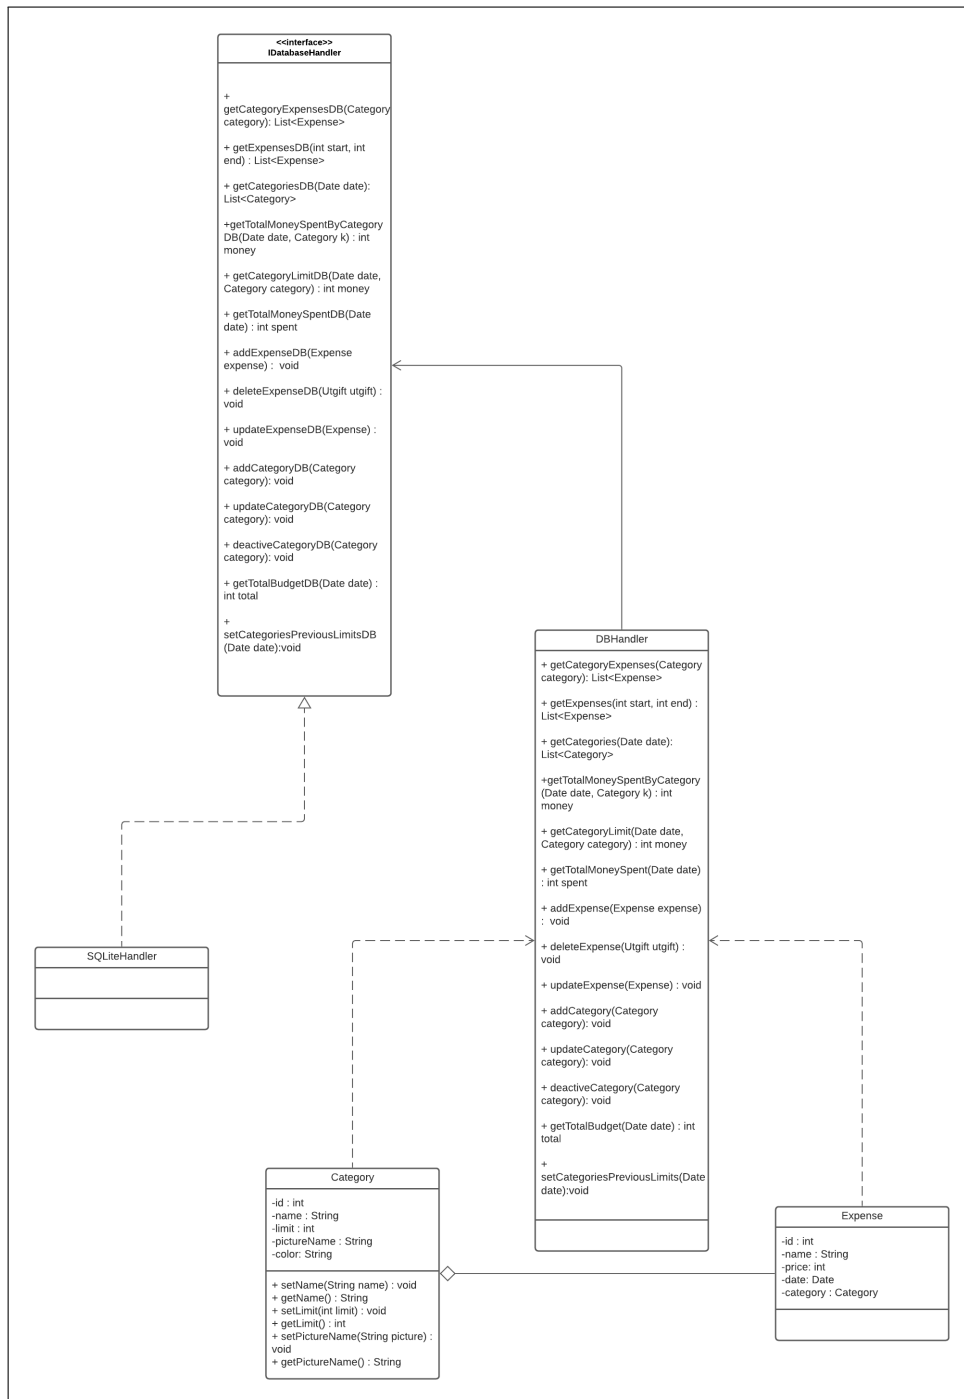 <<interface>>
IDatabaseHandler
+
getCategoryExpensesDB(Category
category): List<Expense>
+ getExpensesDB(int start, int
end) : List<Expense>
+ getCategoriesDB(Date date):
List<Category>
+getTotalMoneySpentByCategory
DB(Date date, Category k) : int
money
+ getCategoryLimitDB(Date date,
Category category) : int money
+ getTotalMoneySpentDB(Date
date) : int spent
+ addExpenseDB(Expense
expense) :  void
+ deleteExpenseDB(Utgift utgift) :
void
+ updateExpenseDB(Expense) :
void
+ addCategoryDB(Category
category): void
+ updateCategoryDB(Category
category): void
+ deactiveCategoryDB(Category
category): void
+ getTotalBudgetDB(Date date) :
int total
+
setCategoriesPreviousLimitsDB
(Date date):void
DBHandler
+ getCategoryExpenses(Category
category): List<Expense>
+ getExpenses(int start, int end) :
List<Expense>
+ getCategories(Date date):
List<Category>
+getTotalMoneySpentByCategory
(Date date, Category k) : int
money
+ getCategoryLimit(Date date,
Category category) : int money
+ getTotalMoneySpent(Date date)
: int spent
+ addExpense(Expense expense)
:  void
+ deleteExpense(Utgift utgift) :
void
+ updateExpense(Expense) : void
+ addCategory(Category
category): void
+ updateCategory(Category
category): void
+ deactiveCategory(Category
category): void
+ getTotalBudget(Date date) : int
total
+
setCategoriesPreviousLimits(Date
date):void
SQLiteHandler
Category
-id : int
-name : String
-limit : int
-pictureName : String
-color: String
+ setName(String name) : void
+ getName() : String
+ setLimit(int limit) : void
+ getLimit() : int
+ setPictureName(String picture) :
void
+ getPictureName() : String
Expense
-id : int
-name : String
-price: int
-date: Date
-category : Category